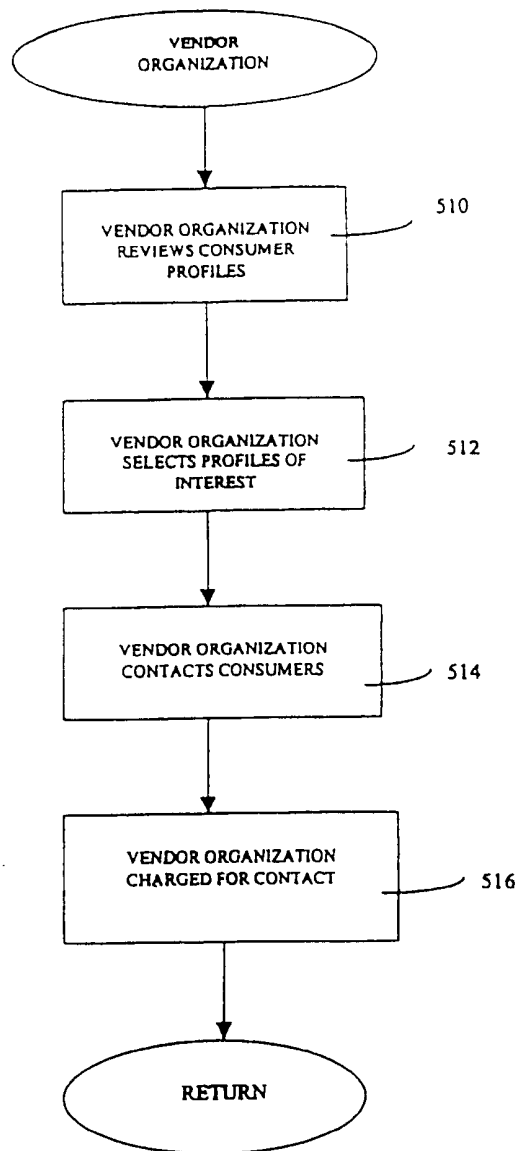 VENDOR
ORGANIZATION
510
VENDOR ORGANIZATION
REVIEWS CONSUMER
PROFILES
VENDOR ORGANIZATION
SELECTS PROFILES OF
INTEREST
512
VENDOR ORGANIZATION
CONTACTS CONSUMERS
514
VENDOR ORGANIZATION
CHARGED FOR CONTACT
516
RETURN